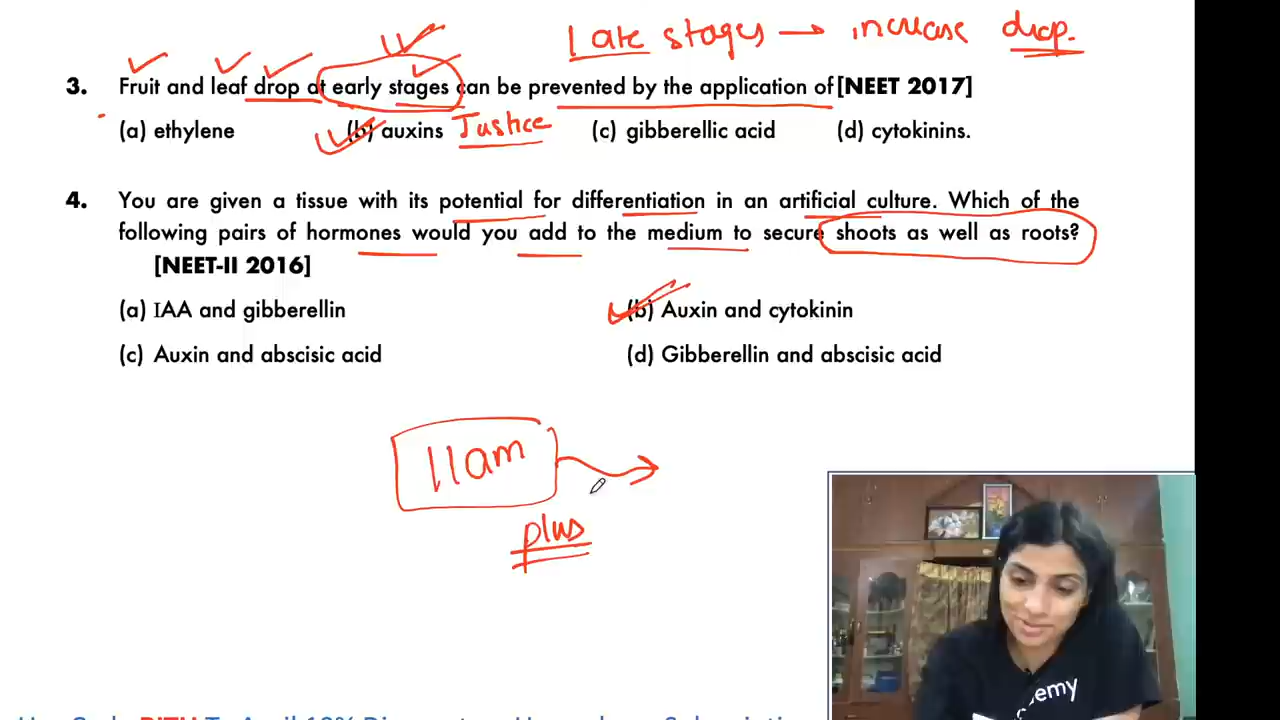 Late stages → increase drop.
3. Fruit and leaf drop at early stages can be prevented by the application of [NEET 2017]
(a) ethylene (b) auxins Justice (c) gibberellic acid (d) cytokinins.
4. You are given a tissue with its potential for differentiation in an artificial culture. Which of the
following pairs of hormones would you add to the medium to secure shoots as well as roots?
[NEET-II 2016]
(a) IAA and gibberellin (b) Auxin and cytokinin
(c) Auxin and abscisic acid (d) Gibberellin and abscisic acid
11am
plus
demy